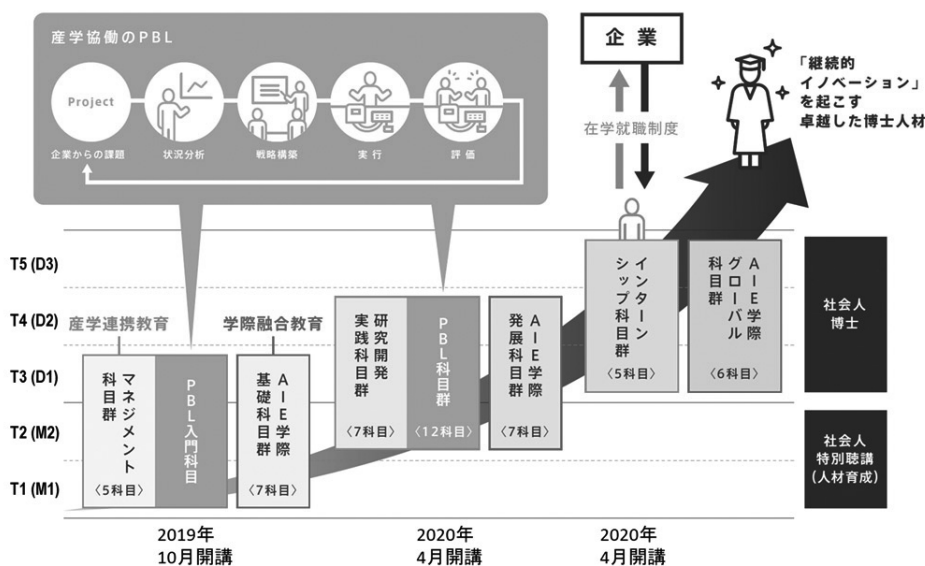 産学協働のPBL
Project
企業からの課題
状況分析
戦略構築
実行
評価
企業
在学就職制度
「継続的
イノベーション」
を起こす
卓越した博士人材
T5 (D3)
T4 (D2)
T3 (D1)
T2 (M2)
T1 (M1)
産学連携教育
学際融合教育
マネジメント
科目群
〈5科目〉
PBL入門科目
AIE学際
基礎科目群
〈7科目〉
研究開発
実践科目群
〈7科目〉
PBL科目群
〈12科目〉
AIE学際
発展科目群
〈7科目〉
インターン
シップ科目群
〈5科目〉
AIE学際
グローバル
科目群
〈6科目〉
社会人
博士
社会人
特別聴講
(人材育成)
2019年
10月開講
2020年
4月開講
2020年
4月開講